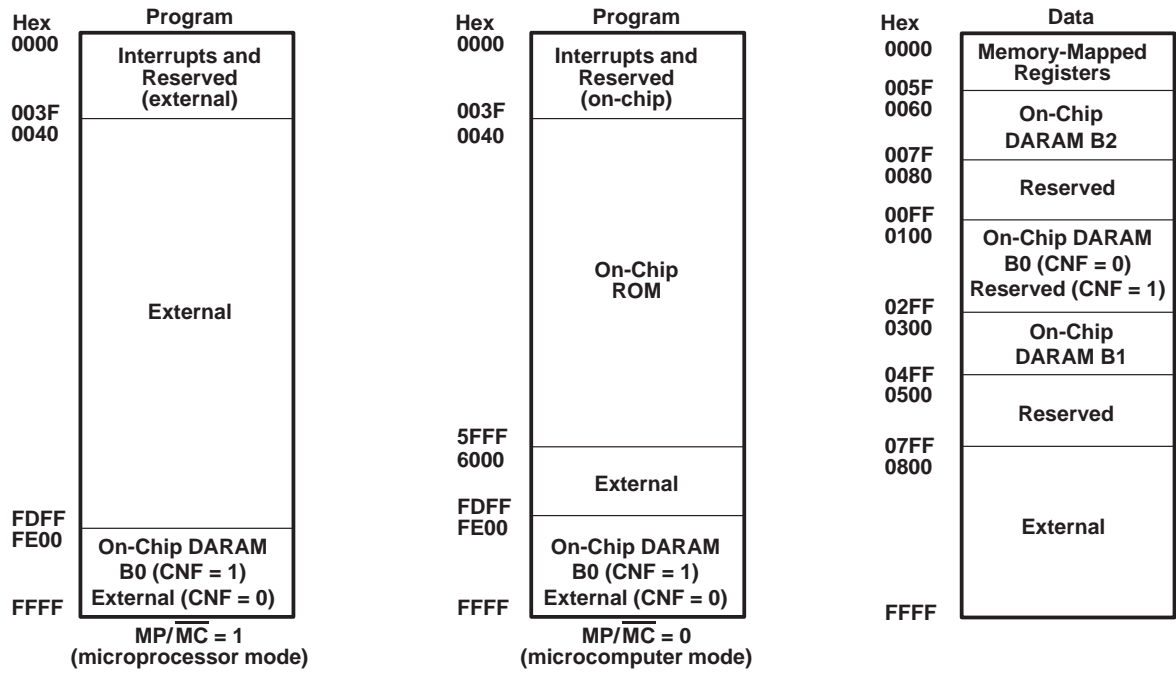 Hex
Program
0000
Interrupts and
Reserved
(external)
003F
0040
External
FDFF
FE00
On-Chip DARAM
B0 (CNF = 1)
External (CNF = 0)
FFFF
MP/MC = 1
(microprocessor mode)
Hex
Program
0000
Interrupts and
Reserved
(on-chip)
003F
0040
On-Chip
ROM
5FFF
6000
External
FDFF
FE00
On-Chip DARAM
B0 (CNF = 1)
External (CNF = 0)
FFFF
MP/MC = 0
(microcomputer mode)
Hex
Data
0000
Memory-Mapped
Registers
005F
0060
On-Chip
DARAM B2
007F
0080
Reserved
00FF
0100
On-Chip DARAM
B0 (CNF = 0)
Reserved (CNF = 1)
02FF
0300
On-Chip
DARAM B1
04FF
0500
Reserved
07FF
0800
External
FFFF